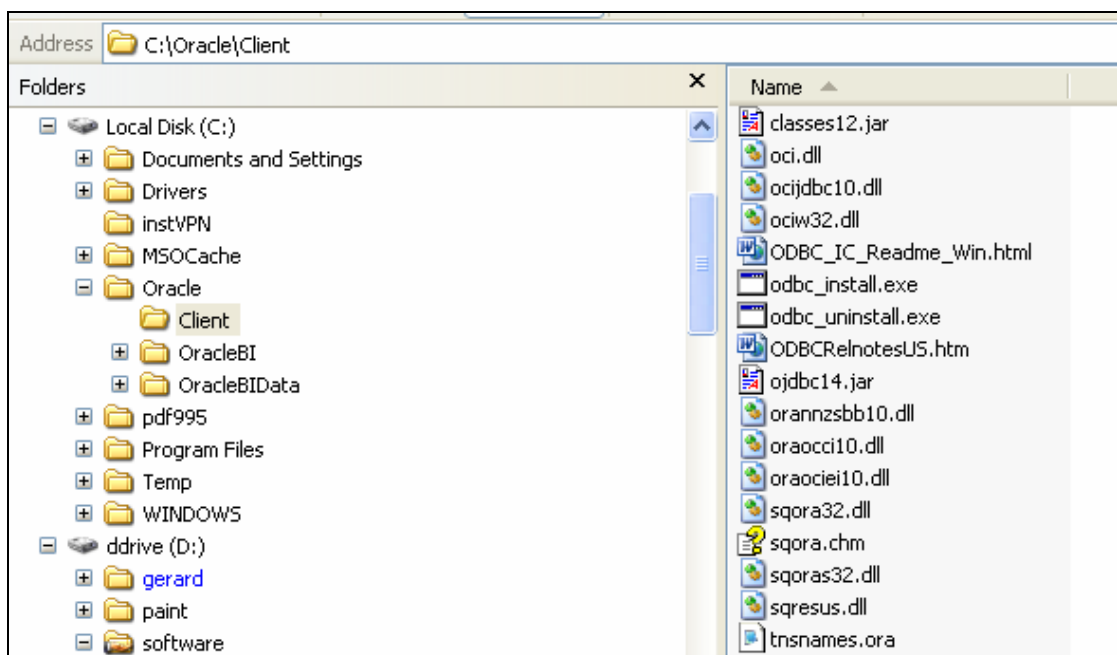 Address C:\Oracle\Client
Folders
Local Disk (C:)
Documents and Settings
Drivers
instVPN
MSOCache
Oracle
Client
OracleBI
OracleBIData
pdf995
Program Files
Temp
WINDOWS
ddrive (D:)
gerard
paint
software
Name
classes12.jar
oci.dll
ocijdbc10.dll
ociw32.dll
ODBC_IC_Readme_Win.html
odbc_install.exe
odbc_uninstall.exe
ODBCRelnotesUS.htm
ojdbc14.jar
orannzsbb10.dll
oraocci10.dll
oraociei10.dll
sqora32.dll
sqora.chm
sqoras32.dll
sqresus.dll
tnsnames.ora